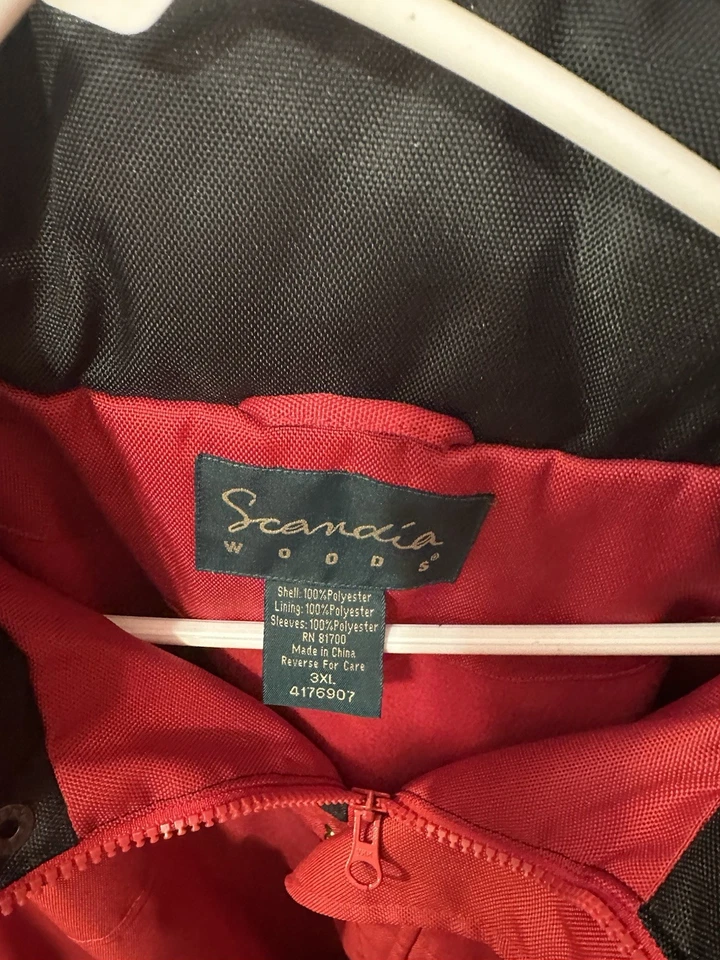 Scandia
WOODS®
Shell: 100%Polyester
Lining: 100%Polyester
Sleeves: 100%Polyester
RN 81700
Made in China
Reverse For Care
3XL
4176907